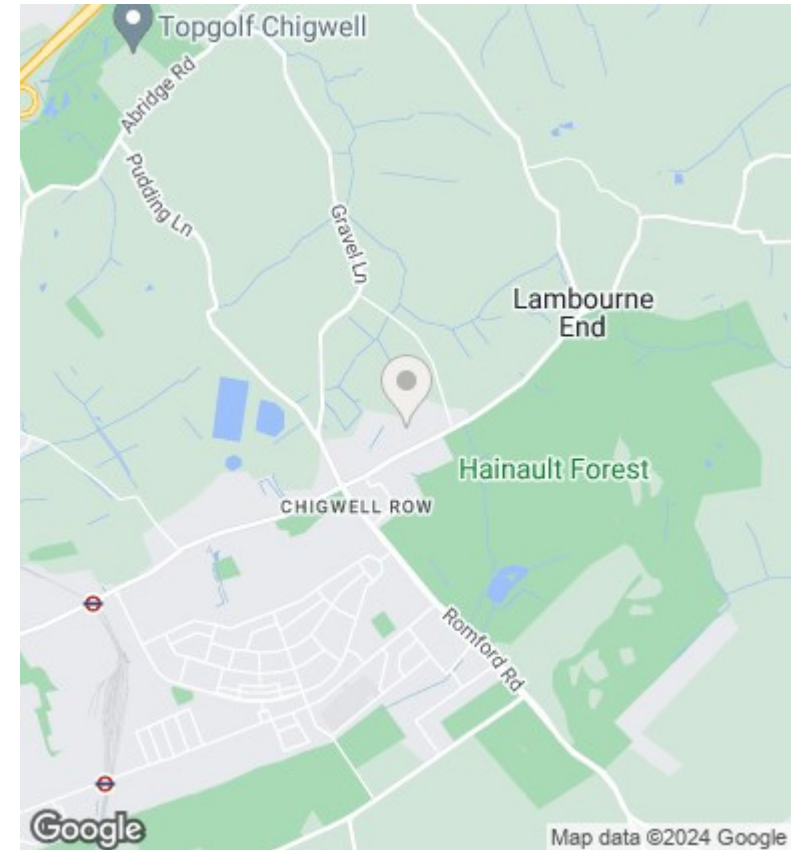 Topgolf Chigwell
Abridge Rd
Pudding Ln
Gravel Ln
Lambourne
End
Hainault Forest
CHIGWELL ROW
Romford Rd
Google
Map data ©2024 Google